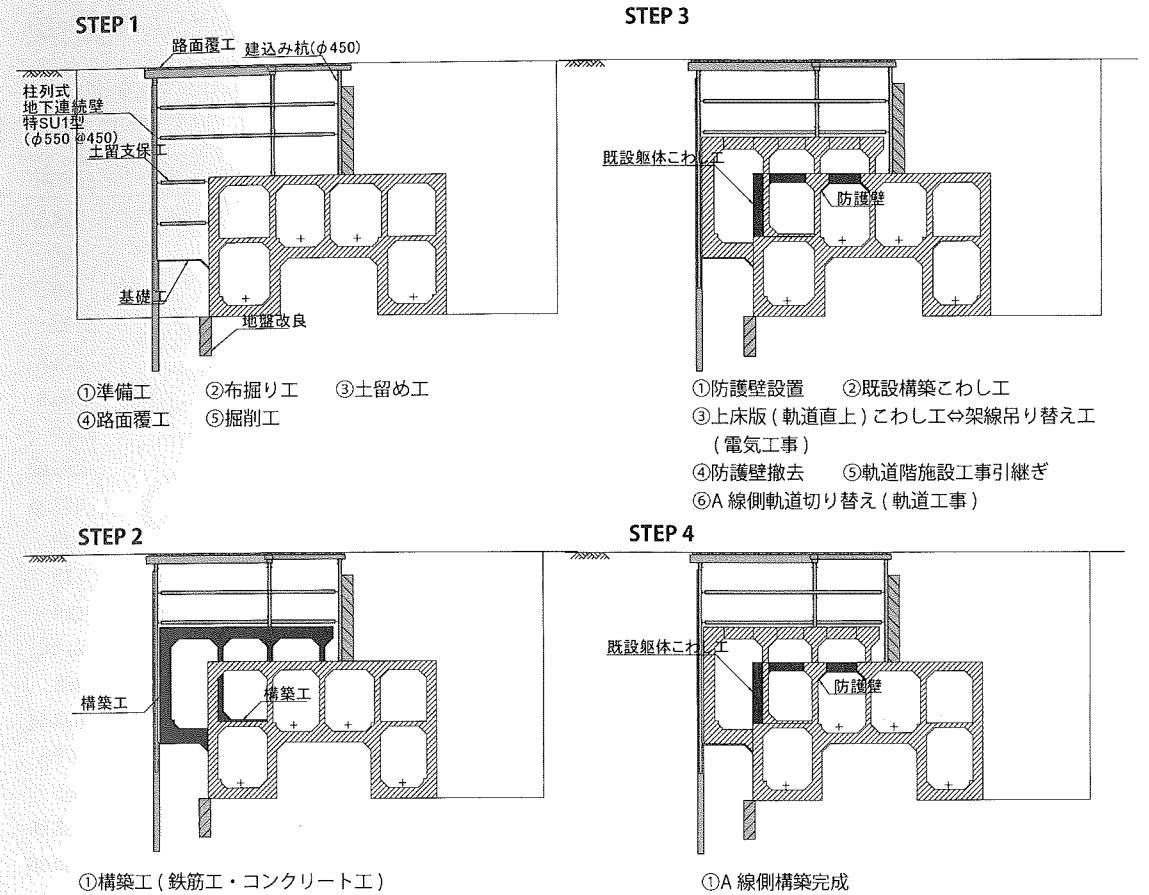 STEP 1
路面覆工 建込み杭(φ450)
柱列式
地下連続壁
特SU1型
(φ550 @450)
土留支保工
基礎工
地盤改良
①準備工 ②布掘り工 ③土留め工
④路面覆工 ⑤掘削工
STEP 2
構築工
構築工
①構築工 ( 鉄筋工・コンクリート工 )
STEP 3
既設躯体こわし工
防護壁
①防護壁設置 ②既設構築こわし工
③上床版 ( 軌道直上 ) こわし工⇔架線吊り替え工
( 電気工事 )
④防護壁撤去 ⑤軌道階施設工事引継ぎ
⑥A 線側軌道切り替え ( 軌道工事 )
STEP 4
既設躯体こわし工
防護壁
①A 線側構築完成